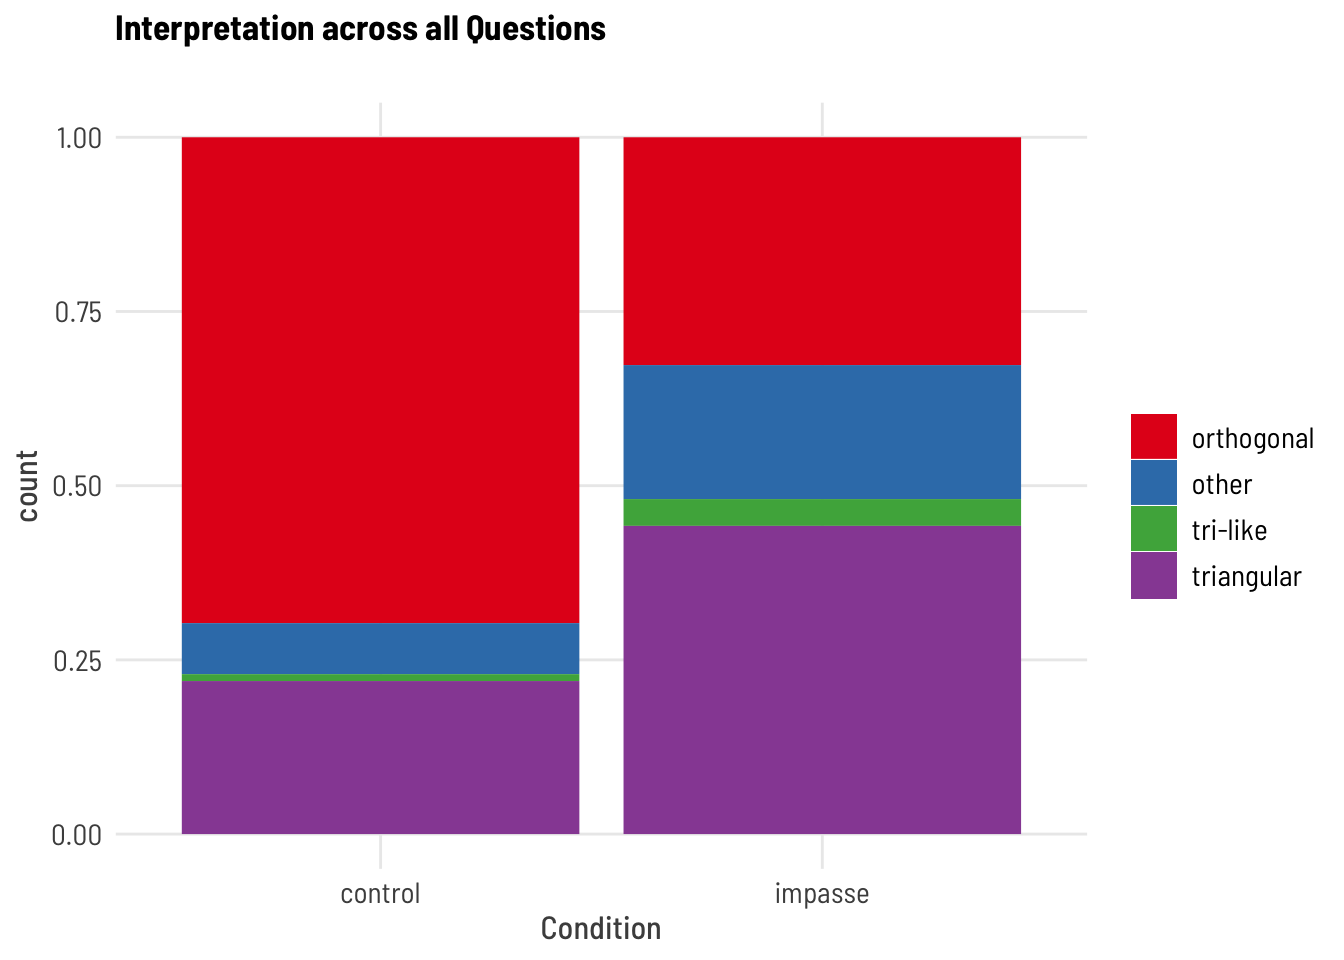 Interpretation across all Questions
1.00
0.75
0.50
0.25
0.00
count
control
impasse
Condition
orthogonal
other
tri-like
triangular